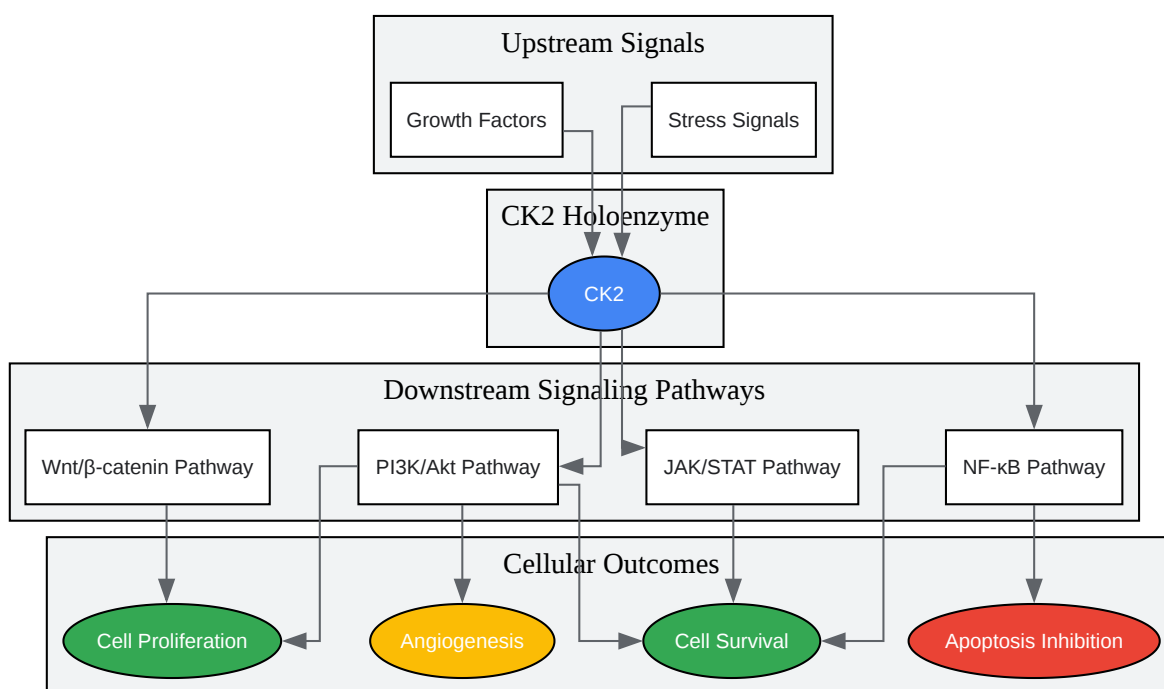 Upstream Signals
Growth Factors
Stress Signals
CK2 Holoenzyme
CK2
Downstream Signaling Pathways
Wnt/β-catenin Pathway
PI3K/Akt Pathway
JAK/STAT Pathway
NF-κB Pathway
Cellular Outcomes
Cell Proliferation
Angiogenesis
Cell Survival
Apoptosis Inhibition